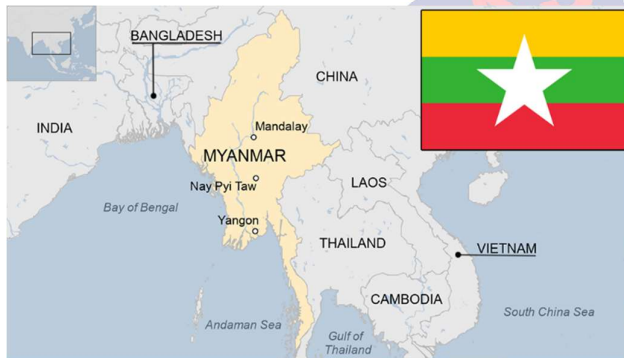 BANGLADESH
CHINA
INDIA
Mandalay
MYANMAR
LAOS
Nay Pyi Taw
Bay of Bengal
Yangon
THAILAND
VIETNAM
CAMBODIA
South China Sea
Andaman Sea
Gulf of
Thailand